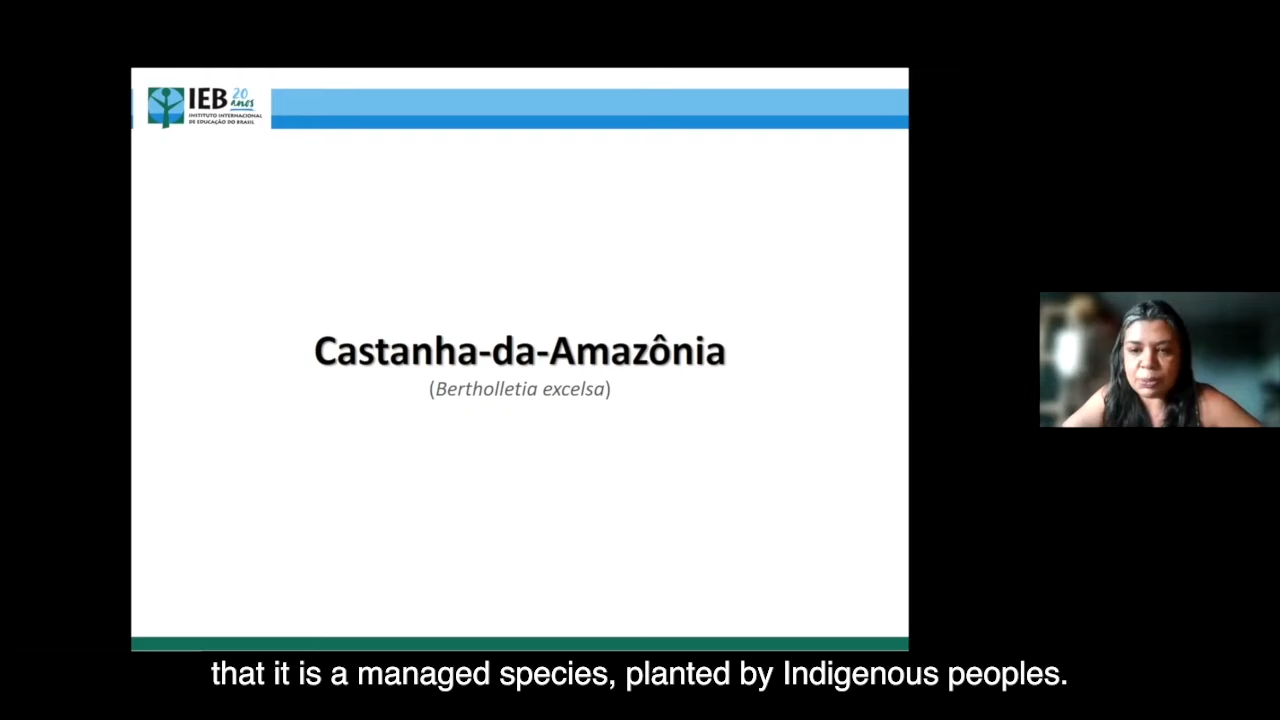 IEB 20 anos
INSTITUTO INTERNACIONAL
DE EDUCAÇÃO DO BRASIL
Castanha-da-Amazônia
(Bertholletia excelsa)
that it is a managed species, planted by Indigenous peoples.